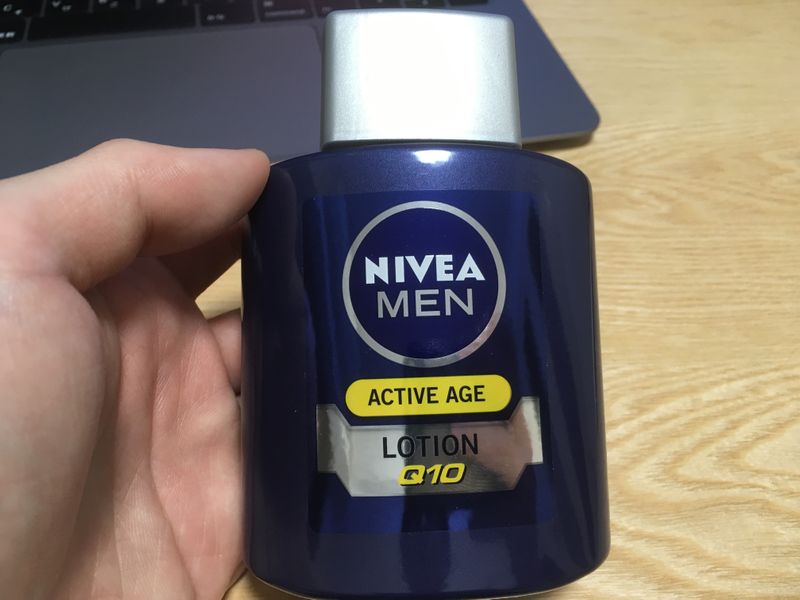 NIVEA
MEN
ACTIVE AGE
LOTION
Q10